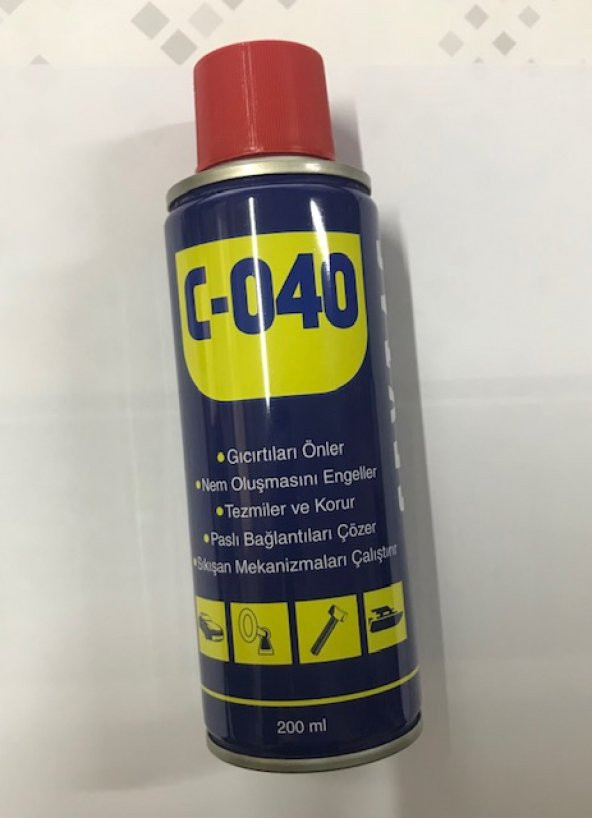 C-040
•Gıcırtıları Önler
•Nem Oluşmasını Engeller
•Tezmiler ve Korur
•Paslı Bağlantıları Çözer
•Sıkışan Mekanizmaları Çalıştırır
200 ml